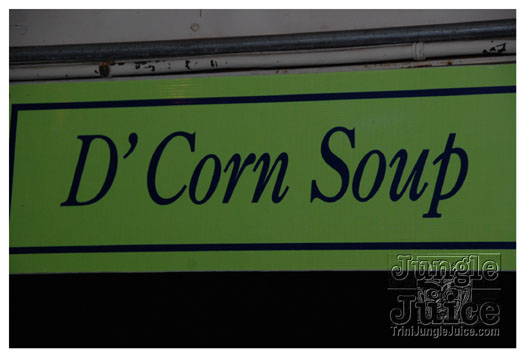 D' Corn Soup
Jungle
Juice
TriniJungleJuice.com